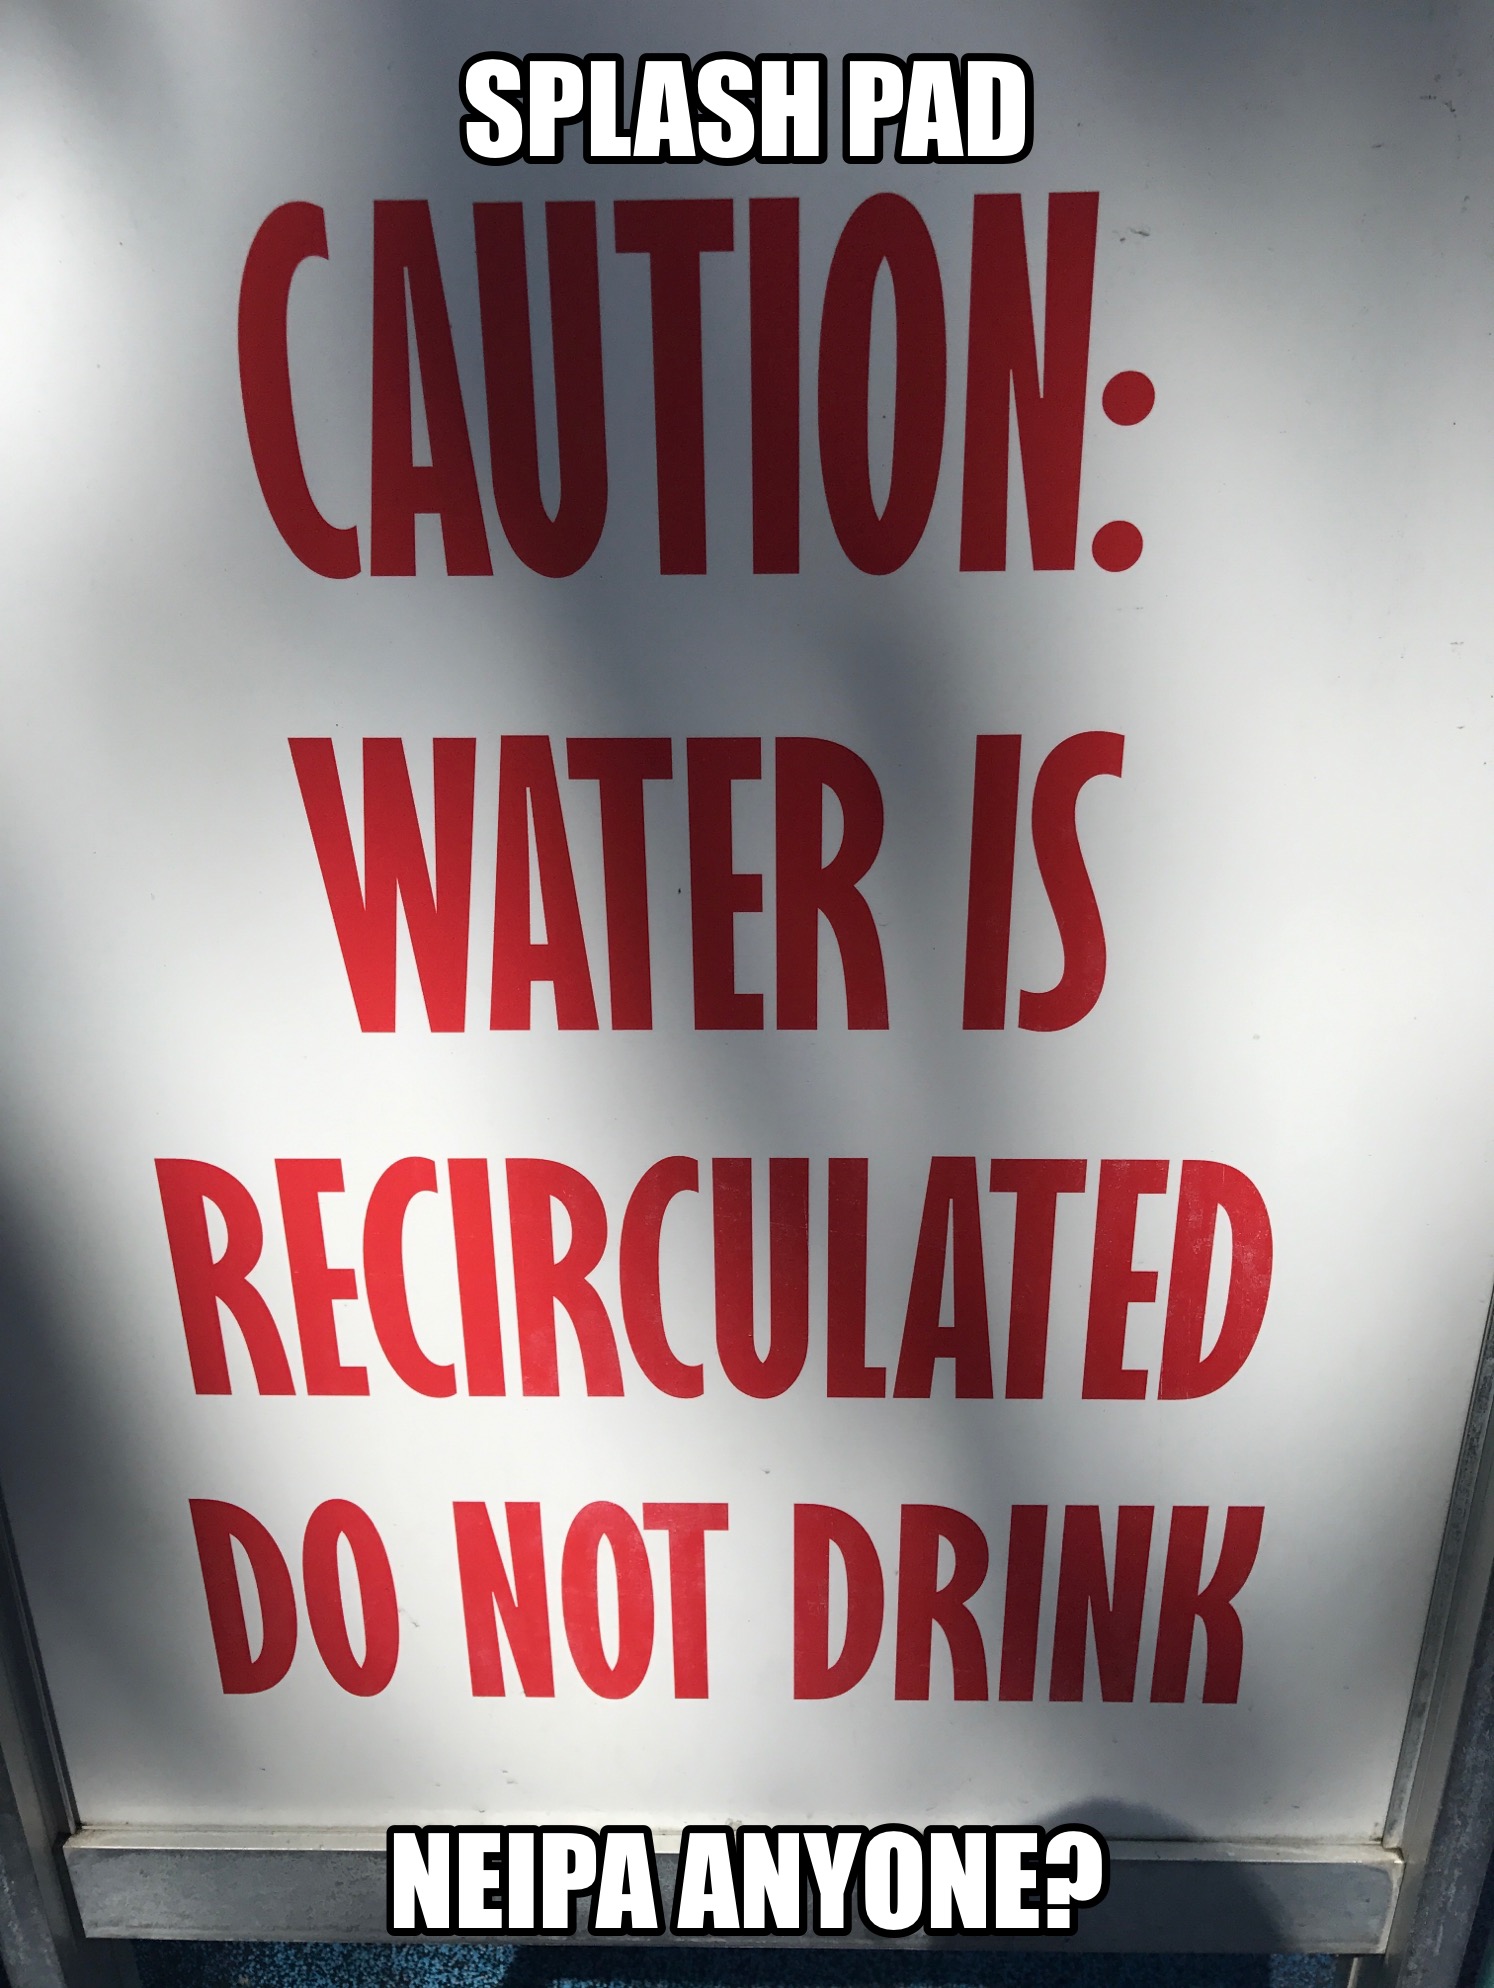 SPLASH PAD
CAUTION:
WATER IS
RECIRCULATED
DO NOT DRINK
NEIPA ANYONE?